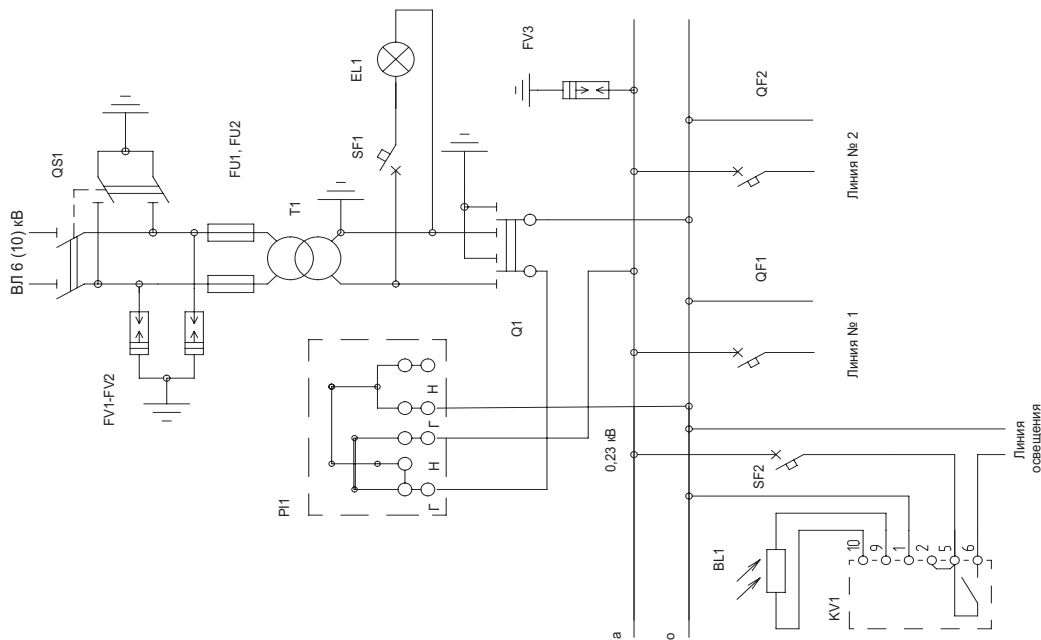 ВЛ 6 (10) кВ
QS1
FV1-FV2
FU1, FU2
T1
EL1
SF1
FV3
Q1
PI1
Г
Н
Г
Н
0,23 кВ
а
о
QF1
QF2
Линия № 1
Линия № 2
SF2
BL1
KV1
10
9
1
2
5
6
Линия
освещения